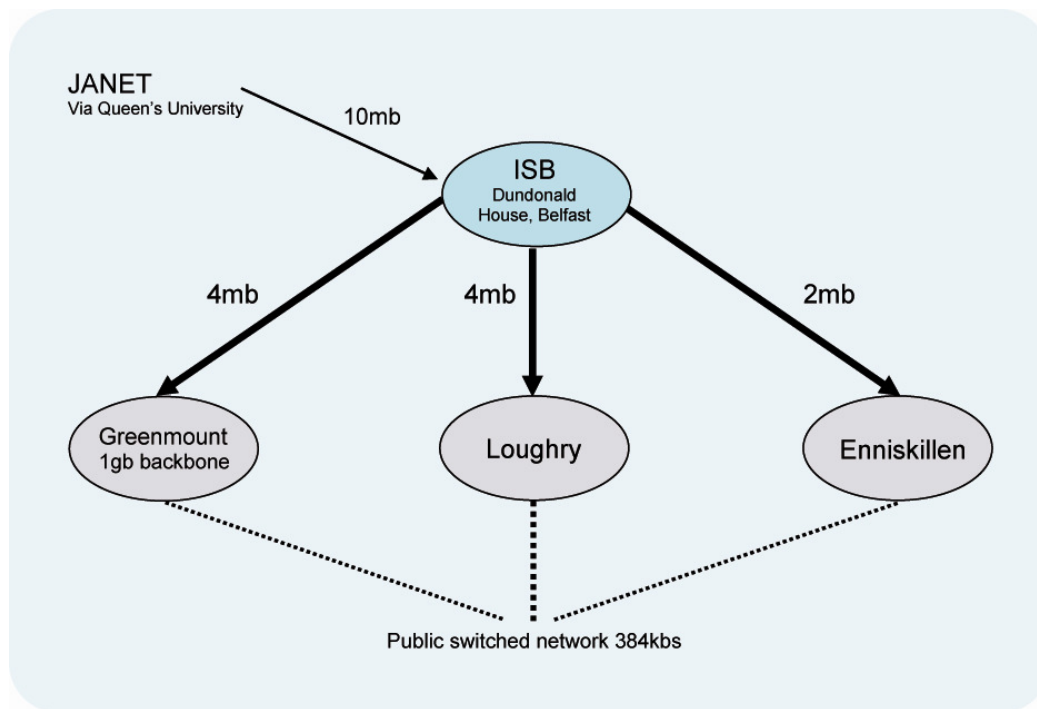 JANET
Via Queen's University
10mb
ISB
Dundonald
House, Belfast
4mb
4mb
2mb
Greenmount
1gb backbone
Loughry
Enniskillen
Public switched network 384kbs